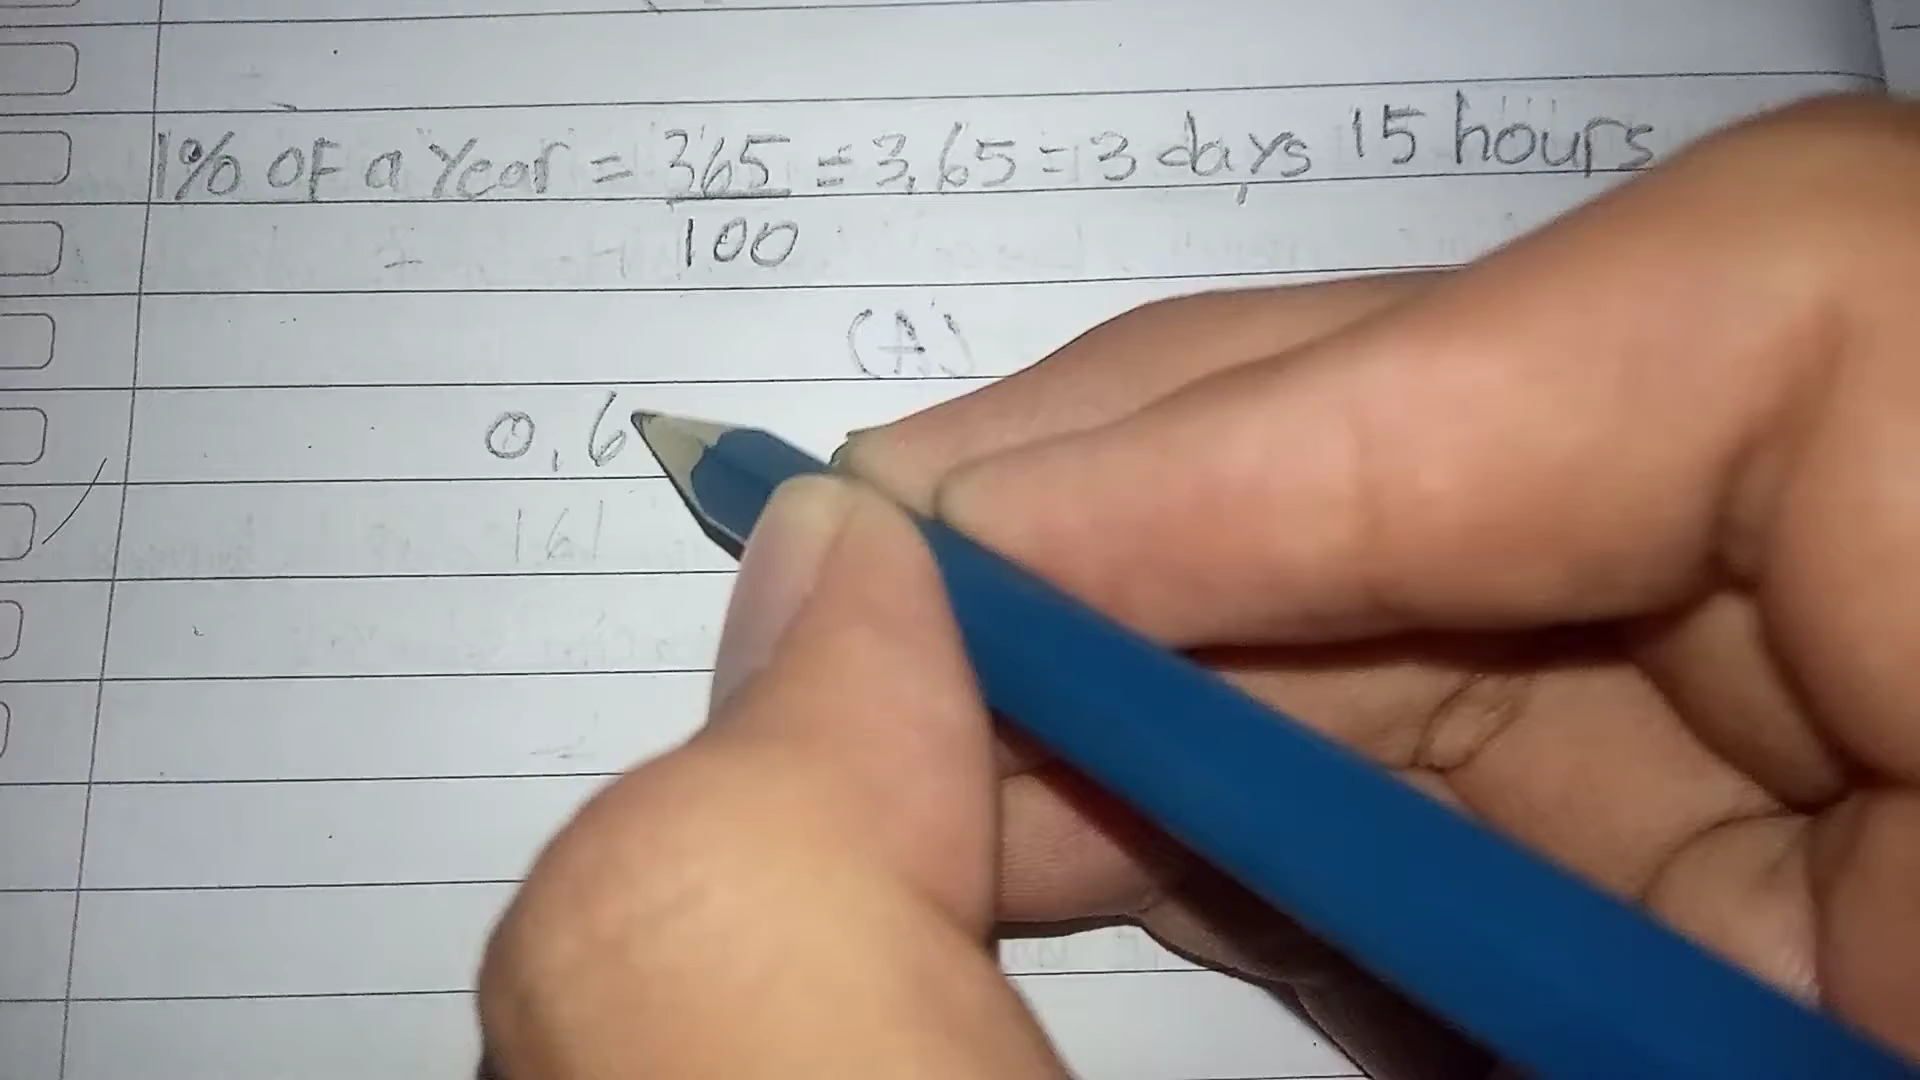 1% OF a Year = 365 = 3.65 = 3 days 15 hours
100
(A)
0.6
161